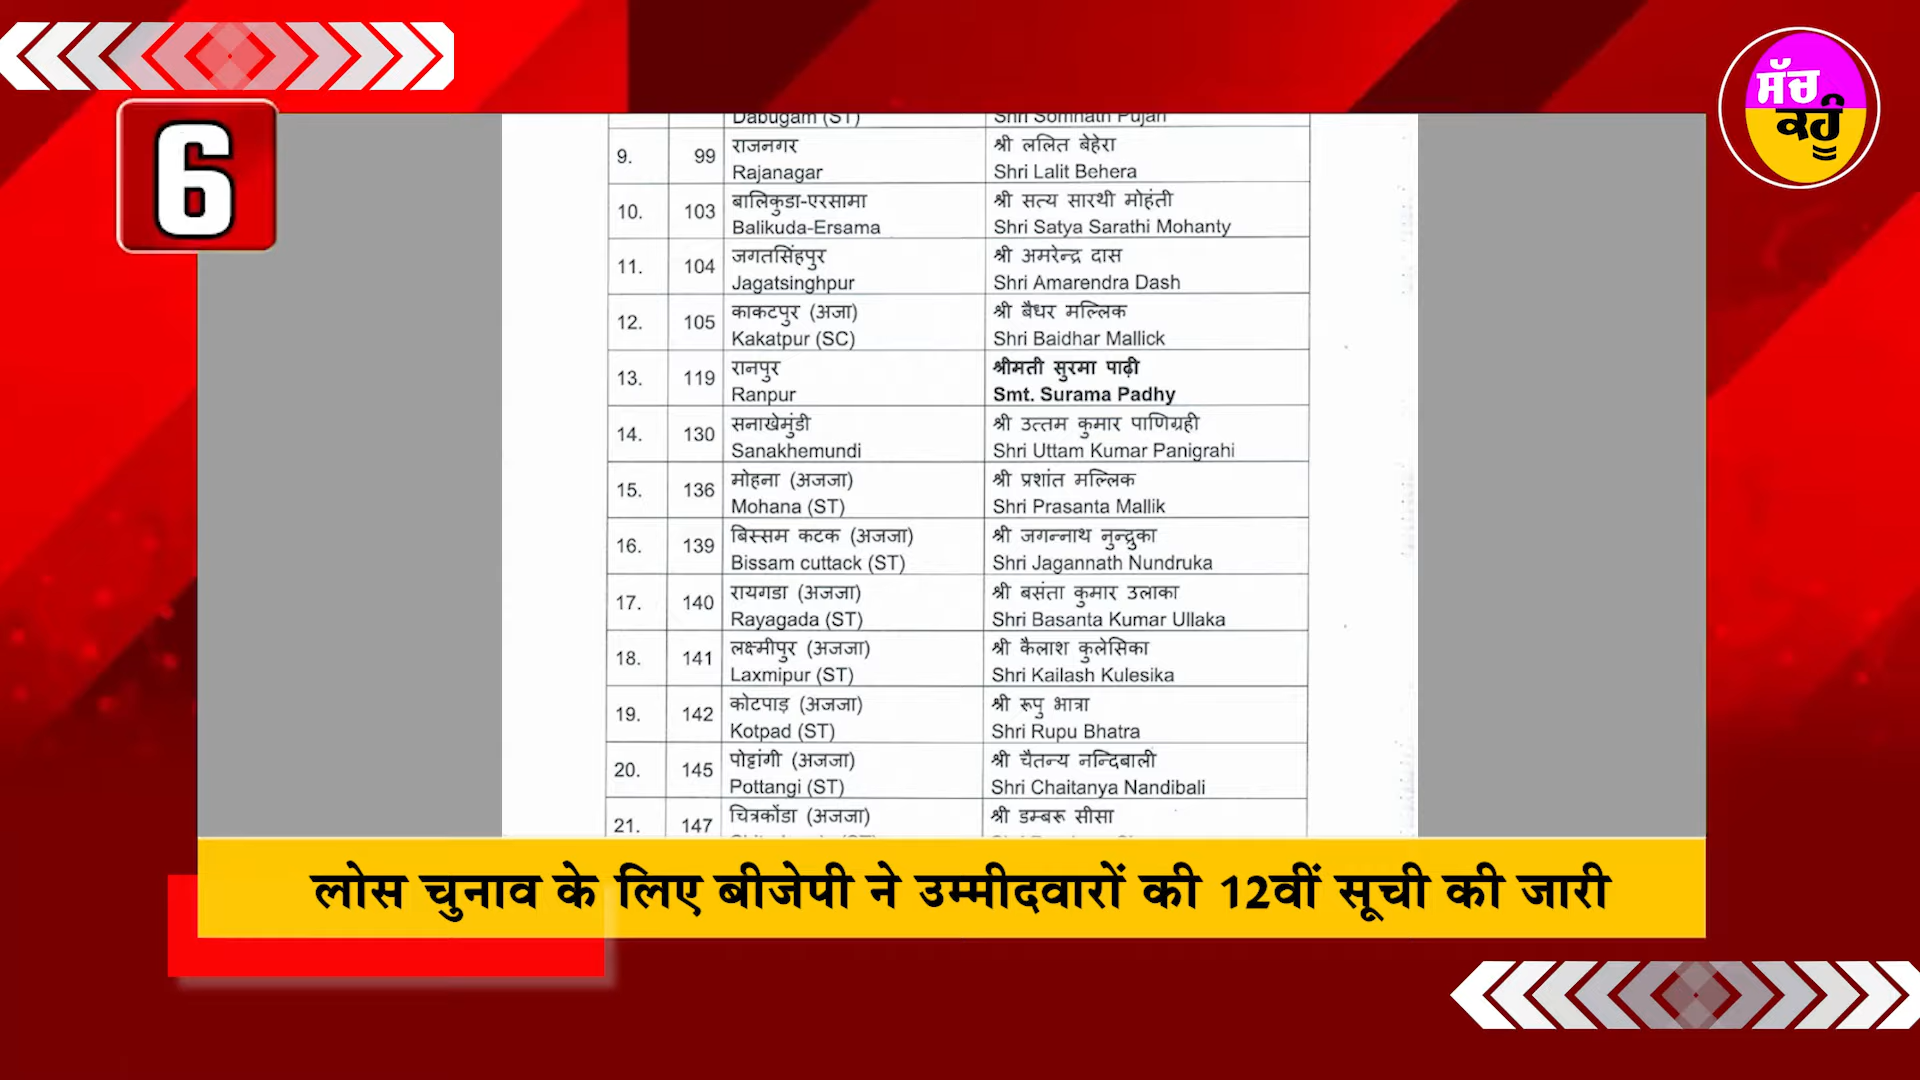 ਸੱਚ
ਕਹੂੰ
6
Dabugam (ST) Shri Somnath Pujari
9. 99 राजनगर श्री ललित बेहेरा
Rajanagar Shri Lalit Behera
10. 103 बालिकुडा-एरसामा श्री सत्य सारथी मोहंती
Balikuda-Ersama Shri Satya Sarathi Mohanty
11. 104 जगतसिंहपुर श्री अमरेन्द्र दास
Jagatsinghpur Shri Amarendra Dash
12. 105 काकटपुर (अजा) श्री बैधर मल्लिक
Kakatpur (SC) Shri Baidhar Mallick
13. 119 रानपुर श्रीमती सुरमा पाढ़ी
Ranpur Smt. Surama Padhy
14. 130 सनाखेमुंडी श्री उत्तम कुमार पाणिग्रही
Sanakhemundi Shri Uttam Kumar Panigrahi
15. 136 मोहना (अजजा) श्री प्रशांत मल्लिक
Mohana (ST) Shri Prasanta Mallik
16. 139 बिस्सम कटक (अजजा) श्री जगन्नाथ नुन्द्रुका
Bissam cuttack (ST) Shri Jagannath Nundruka
17. 140 रायगडा (अजजा) श्री बसंता कुमार उलाका
Rayagada (ST) Shri Basanta Kumar Ullaka
18. 141 लक्ष्मीपुर (अजजा) श्री कैलाश कुलेसिका
Laxmipur (ST) Shri Kailash Kulesika
19. 142 कोटपाड़ (अजजा) श्री रूपु भात्रा
Kotpad (ST) Shri Rupu Bhatra
20. 145 पोट्टांगी (अजजा) श्री चैतन्य नन्दिबाली
Pottangi (ST) Shri Chaitanya Nandibali
21. 147 चित्रकोंडा (अजजा) श्री डम्बरू सीसा
लोस चुनाव के लिए बीजेपी ने उम्मीदवारों की 12वीं सूची की जारी